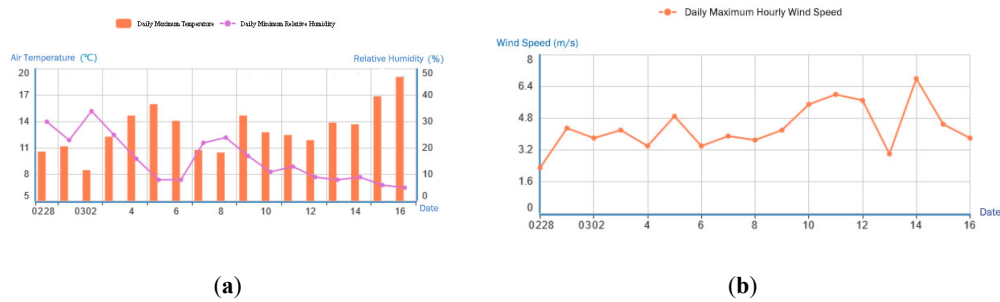 Daily Maximum Temperature Daily Minimum Relative Humidity
Air Temperature (℃) Relative Humidity (%)
20 50
17 40
14 30
11 20
8 10
5 0
0228 0302 4 6 8 10 12 14 16 Date
(a)
Daily Maximum Hourly Wind Speed
Wind Speed (m/s)
8
6.4
4.8
3.2
1.6
0
0228 0302 4 6 8 10 12 14 16 Date
(b)